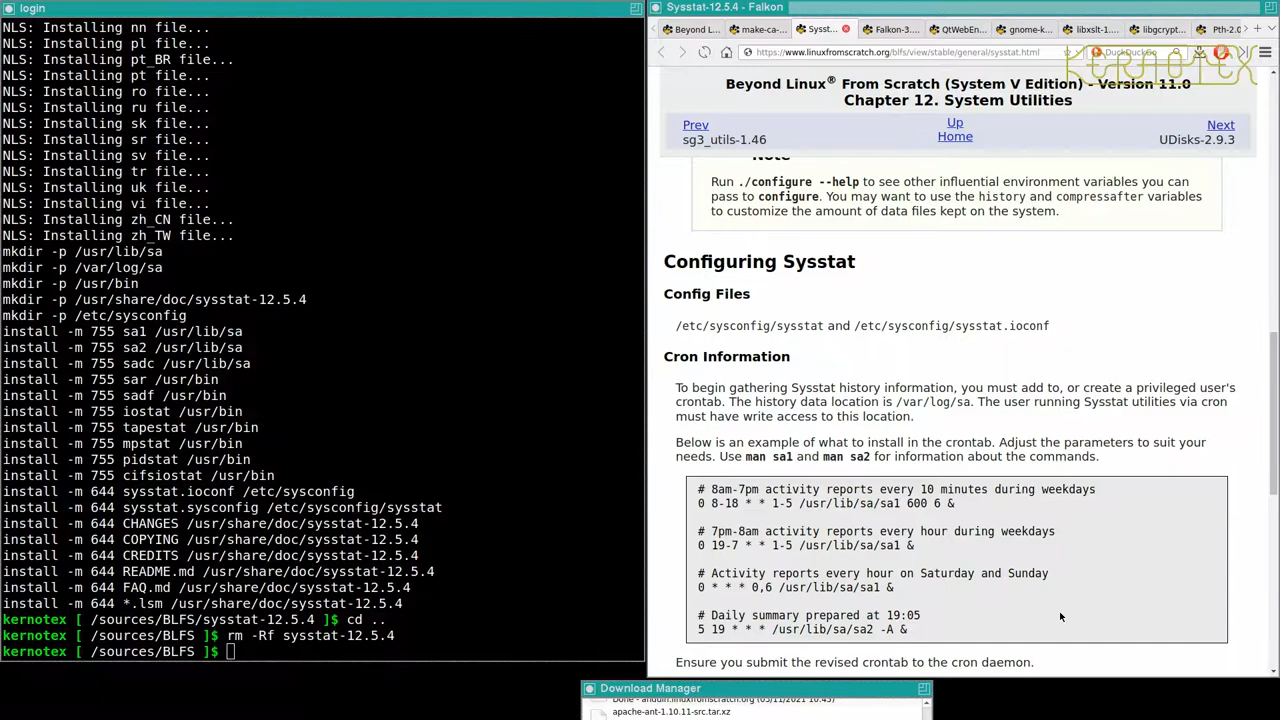 login
NLS: Installing nn file...
NLS: Installing pl file...
NLS: Installing pt_BR file...
NLS: Installing pt file...
NLS: Installing ro file...
NLS: Installing ru file...
NLS: Installing sk file...
NLS: Installing sr file...
NLS: Installing sv file...
NLS: Installing tr file...
NLS: Installing uk file...
NLS: Installing vi file...
NLS: Installing zh_CN file...
NLS: Installing zh_TW file...
mkdir -p /usr/lib/sa
mkdir -p /var/log/sa
mkdir -p /usr/bin
mkdir -p /usr/share/doc/sysstat-12.5.4
mkdir -p /etc/sysconfig
install -m 755 sa1 /usr/lib/sa
install -m 755 sa2 /usr/lib/sa
install -m 755 sadc /usr/lib/sa
install -m 755 sar /usr/bin
install -m 755 sadf /usr/bin
install -m 755 iostat /usr/bin
install -m 755 tapestat /usr/bin
install -m 755 mpstat /usr/bin
install -m 755 pidstat /usr/bin
install -m 755 cifsiostat /usr/bin
install -m 644 sysstat.ioconf /etc/sysconfig
install -m 644 sysstat.sysconfig /etc/sysconfig/sysstat
install -m 644 CHANGES /usr/share/doc/sysstat-12.5.4
install -m 644 COPYING /usr/share/doc/sysstat-12.5.4
install -m 644 CREDITS /usr/share/doc/sysstat-12.5.4
install -m 644 README.md /usr/share/doc/sysstat-12.5.4
install -m 644 FAQ.md /usr/share/doc/sysstat-12.5.4
install -m 644 *.lsm /usr/share/doc/sysstat-12.5.4
kernotex [ /sources/BLFS/sysstat-12.5.4 ]$ cd ..
kernotex [ /sources/BLFS ]$ rm -Rf sysstat-12.5.4
kernotex [ /sources/BLFS ]$
Sysstat-12.5.4 - Falkon
Beyond L... make-ca-... Sysst... Falkon-3... QtWebEn... gnome-k... libxslt-1... libgcrypt... Pth-2.0
https://www.linuxfromscratch.org/blfs/view/stable/general/sysstat.html DuckDuckGo
KERNOTEX
Beyond Linux® From Scratch (System V Edition) - Version 11.0
Chapter 12. System Utilities
Prev Up Next
sg3_utils-1.46 Home UDisks-2.9.3
Note
Run ./configure --help to see other influential environment variables you can
pass to configure. You may want to use the history and compressafter variables
to customize the amount of data files kept on the system.
Configuring Sysstat
Config Files
/etc/sysconfig/sysstat and /etc/sysconfig/sysstat.ioconf
Cron Information
To begin gathering Sysstat history information, you must add to, or create a privileged user's
crontab. The history data location is /var/log/sa. The user running Sysstat utilities via cron
must have write access to this location.
Below is an example of what to install in the crontab. Adjust the parameters to suit your
needs. Use man sa1 and man sa2 for information about the commands.
# 8am-7pm activity reports every 10 minutes during weekdays
0 8-18 * * 1-5 /usr/lib/sa/sa1 600 6 &
# 7pm-8am activity reports every hour during weekdays
0 19-7 * * 1-5 /usr/lib/sa/sa1 &
# Activity reports every hour on Saturday and Sunday
0 * * * 0,6 /usr/lib/sa/sa1 &
# Daily summary prepared at 19:05
5 19 * * * /usr/lib/sa/sa2 -A &
Ensure you submit the revised crontab to the cron daemon.
Download Manager
Done - anduin.linuxfromscratch.org
apache-ant-1.10.11-src.tar.xz